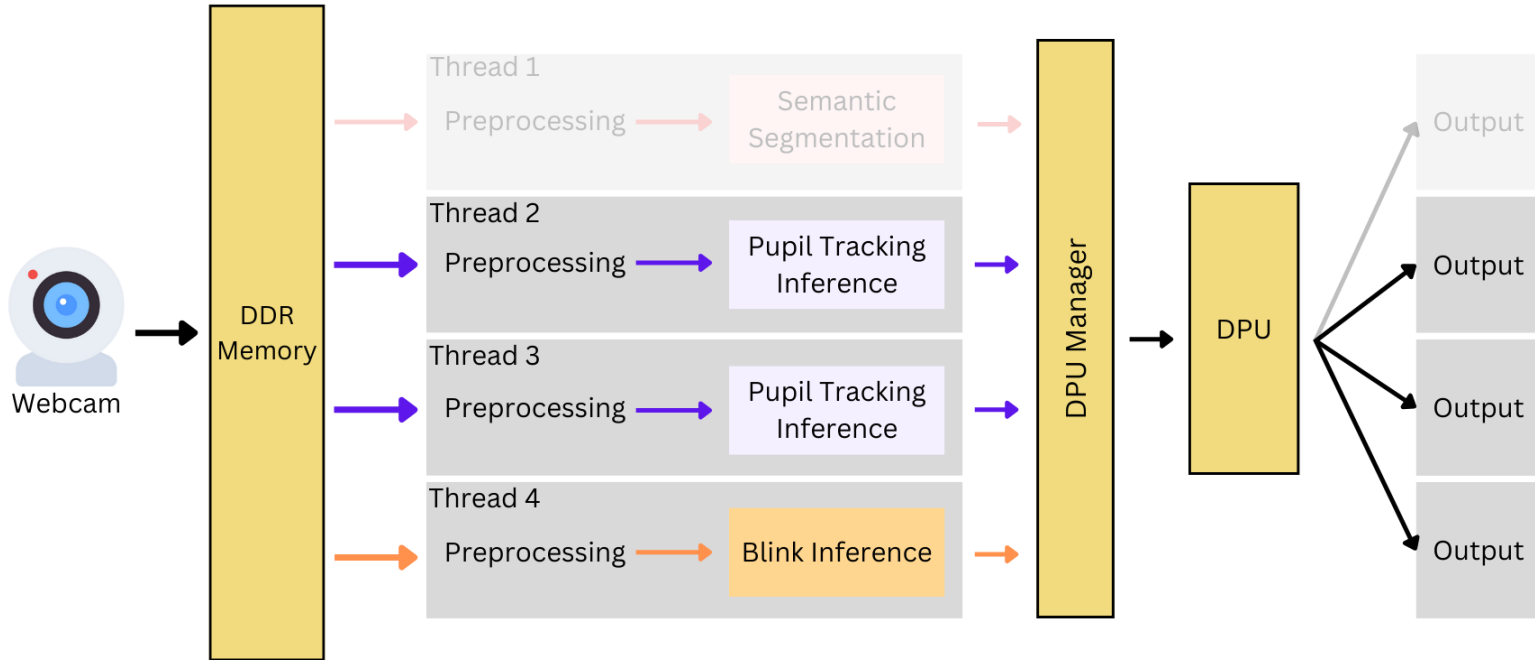 Webcam
DDR
Memory
Thread 1
Preprocessing
Semantic
Segmentation
Thread 2
Preprocessing
Pupil Tracking
Inference
Thread 3
Preprocessing
Pupil Tracking
Inference
Thread 4
Preprocessing
Blink Inference
DPU Manager
DPU
Output
Output
Output
Output